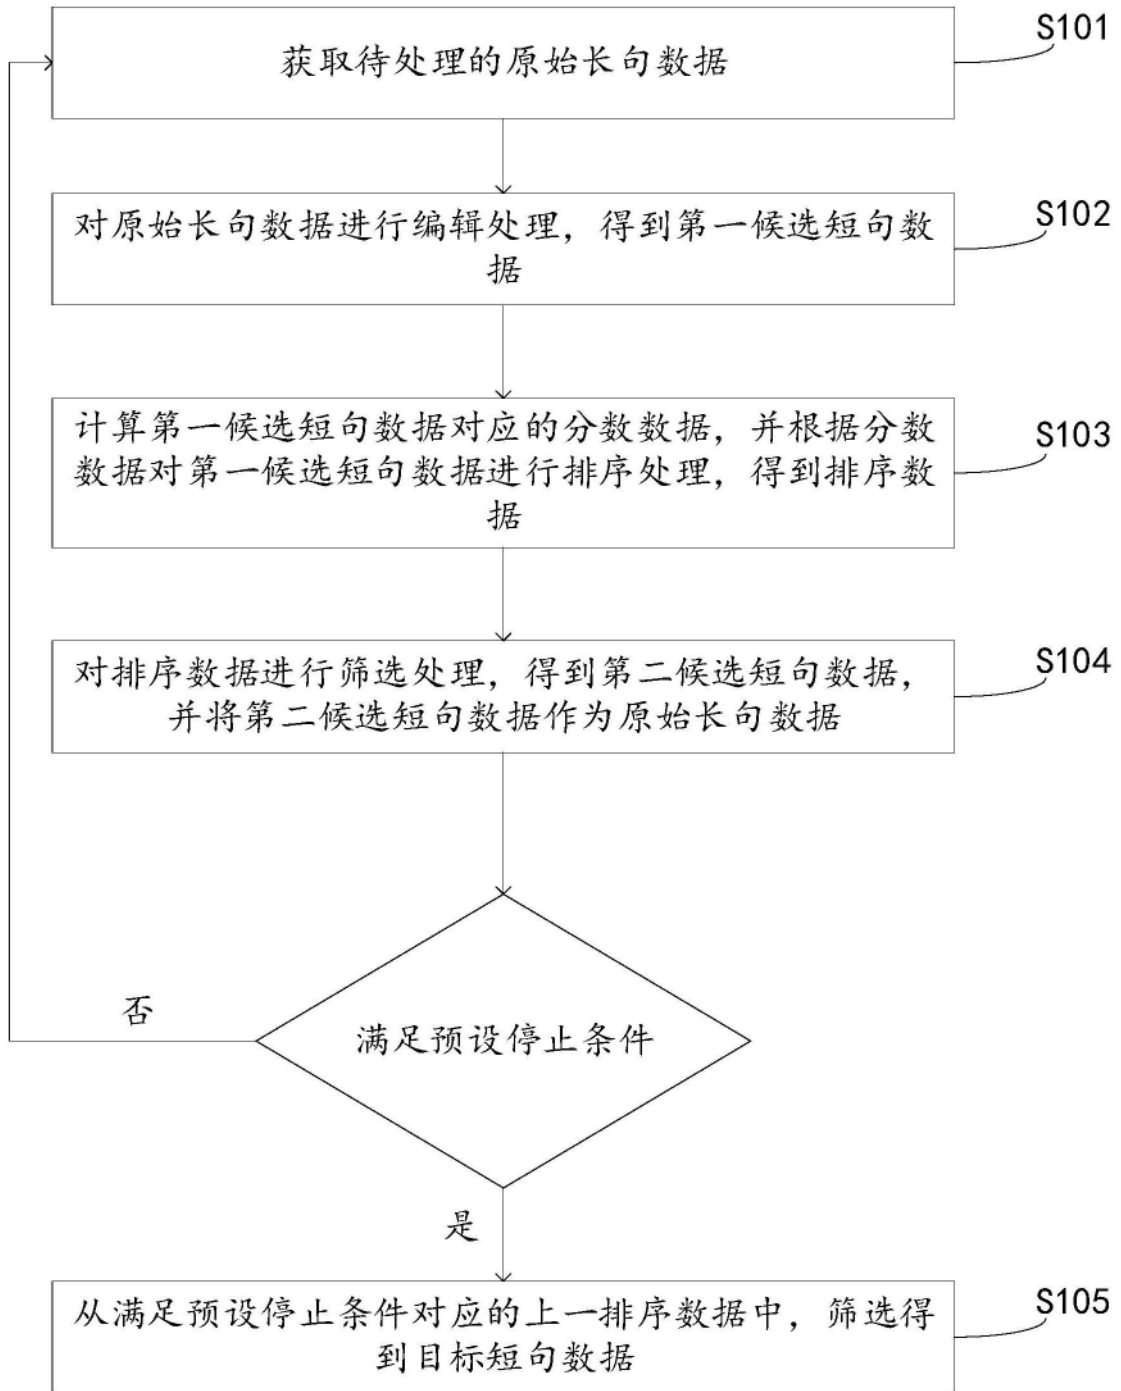 获取待处理的原始长句数据
S101
对原始长句数据进行编辑处理，得到第一候选短句数
据
S102
计算第一候选短句数据对应的分数数据，并根据分数
数据对第一候选短句数据进行排序处理，得到排序数
据
S103
对排序数据进行筛选处理，得到第二候选短句数据，
并将第二候选短句数据作为原始长句数据
S104
否
满足预设停止条件
是
从满足预设停止条件对应的上一排序数据中，筛选得
到目标短句数据
S105